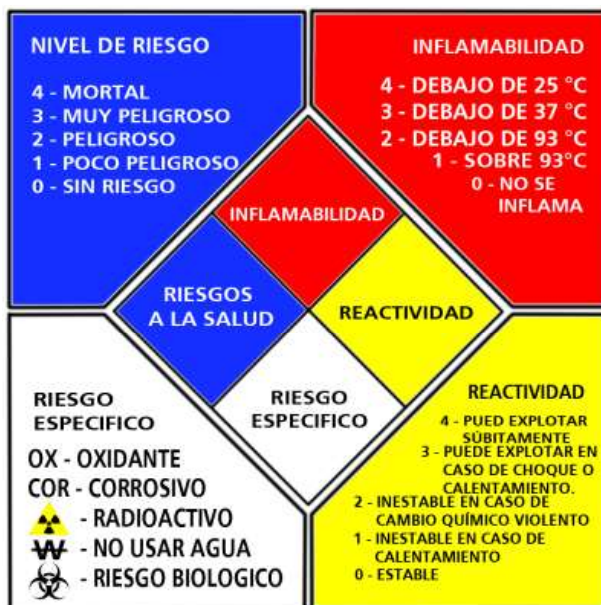 NIVEL DE RIESGO
4 - MORTAL
3 - MUY PELIGROSO
2 - PELIGROSO
1 - POCO PELIGROSO
0 - SIN RIESGO
INFLAMABILIDAD
4 - DEBAJO DE 25 °C
3 - DEBAJO DE 37 °C
2 - DEBAJO DE 93 °C
1 - SOBRE 93°C
0 - NO SE
INFLAMA
INFLAMABILIDAD
RIESGOS
A LA SALUD
REACTIVIDAD
RIESGO
ESPECIFICO
RIESGO
ESPECIFICO
OX - OXIDANTE
COR - CORROSIVO
- RADIOACTIVO
W - NO USAR AGUA
- RIESGO BIOLOGICO
REACTIVIDAD
4 - PUED EXPLOTAR
SÚBITAMENTE
3 - PUEDE EXPLOTAR EN
CASO DE CHOQUE O
CALENTAMIENTO.
2 - INESTABLE EN CASO DE
CAMBIO QUÍMICO VIOLENTO
1 - INESTABLE EN CASO DE
CALENTAMIENTO
0 - ESTABLE